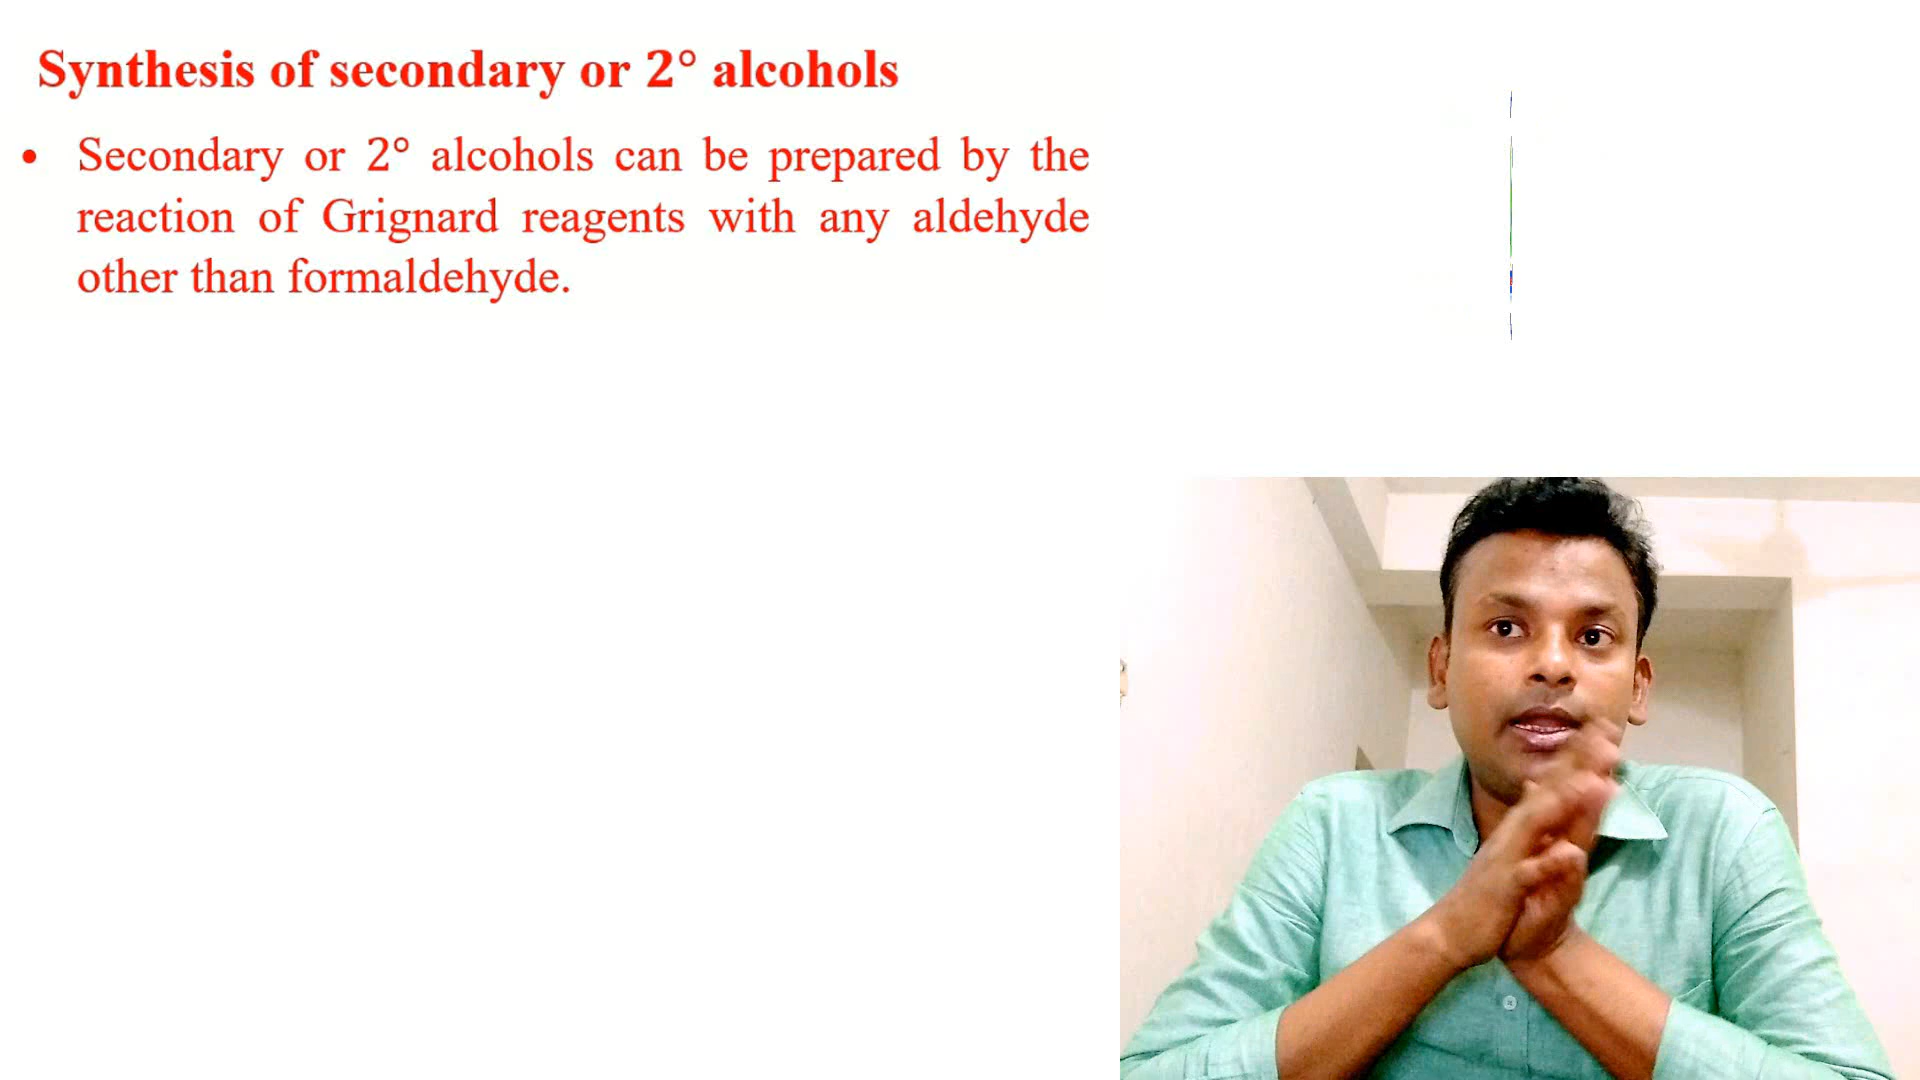 Synthesis of secondary or 2° alcohols
• Secondary or 2° alcohols can be prepared by the
reaction of Grignard reagents with any aldehyde
other than formaldehyde.